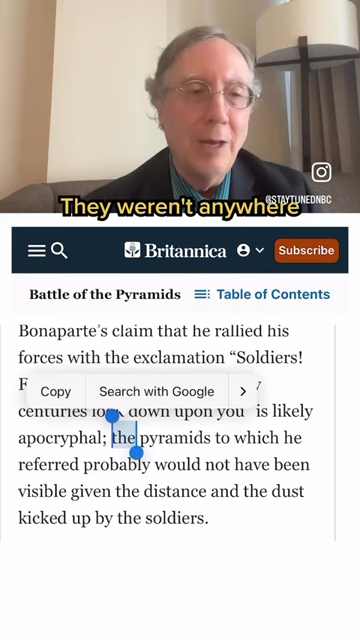 @STAYTUNEDNBC
They weren't anywhere
Britannica
Subscribe
Battle of the Pyramids
Table of Contents
Bonaparte's claim that he rallied his
forces with the exclamation “Soldiers!
Copy Search with Google
centuries look down upon you” is likely
apocryphal; the pyramids to which he
referred probably would not have been
visible given the distance and the dust
kicked up by the soldiers.